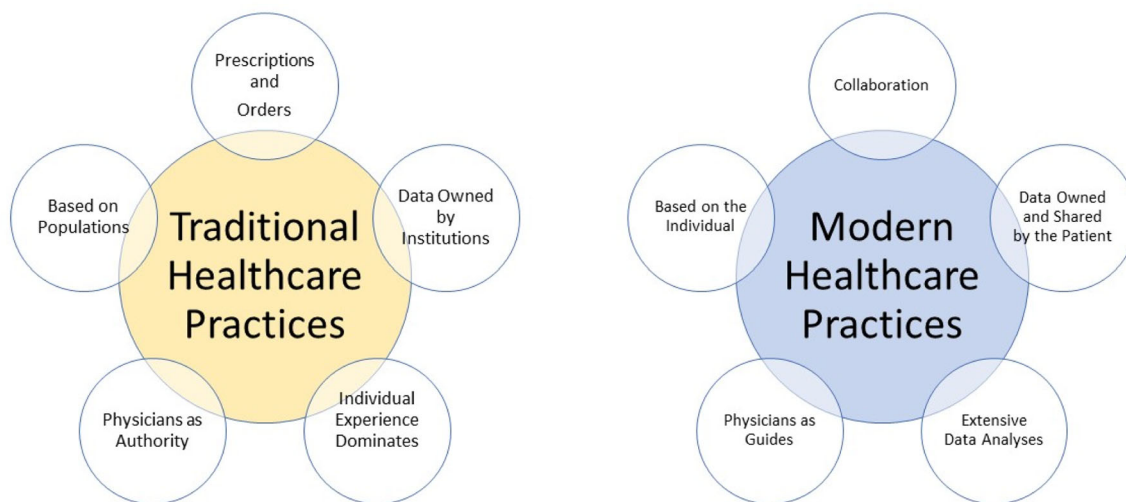 Prescriptions
and
Orders
Based on
Populations
Data Owned
by
Institutions
Traditional
Healthcare
Practices
Physicians as
Authority
Individual
Experience
Dominates
Collaboration
Based on the
Individual
Data Owned
and Shared
by the Patient
Modern
Healthcare
Practices
Physicians as
Guides
Extensive
Data Analyses